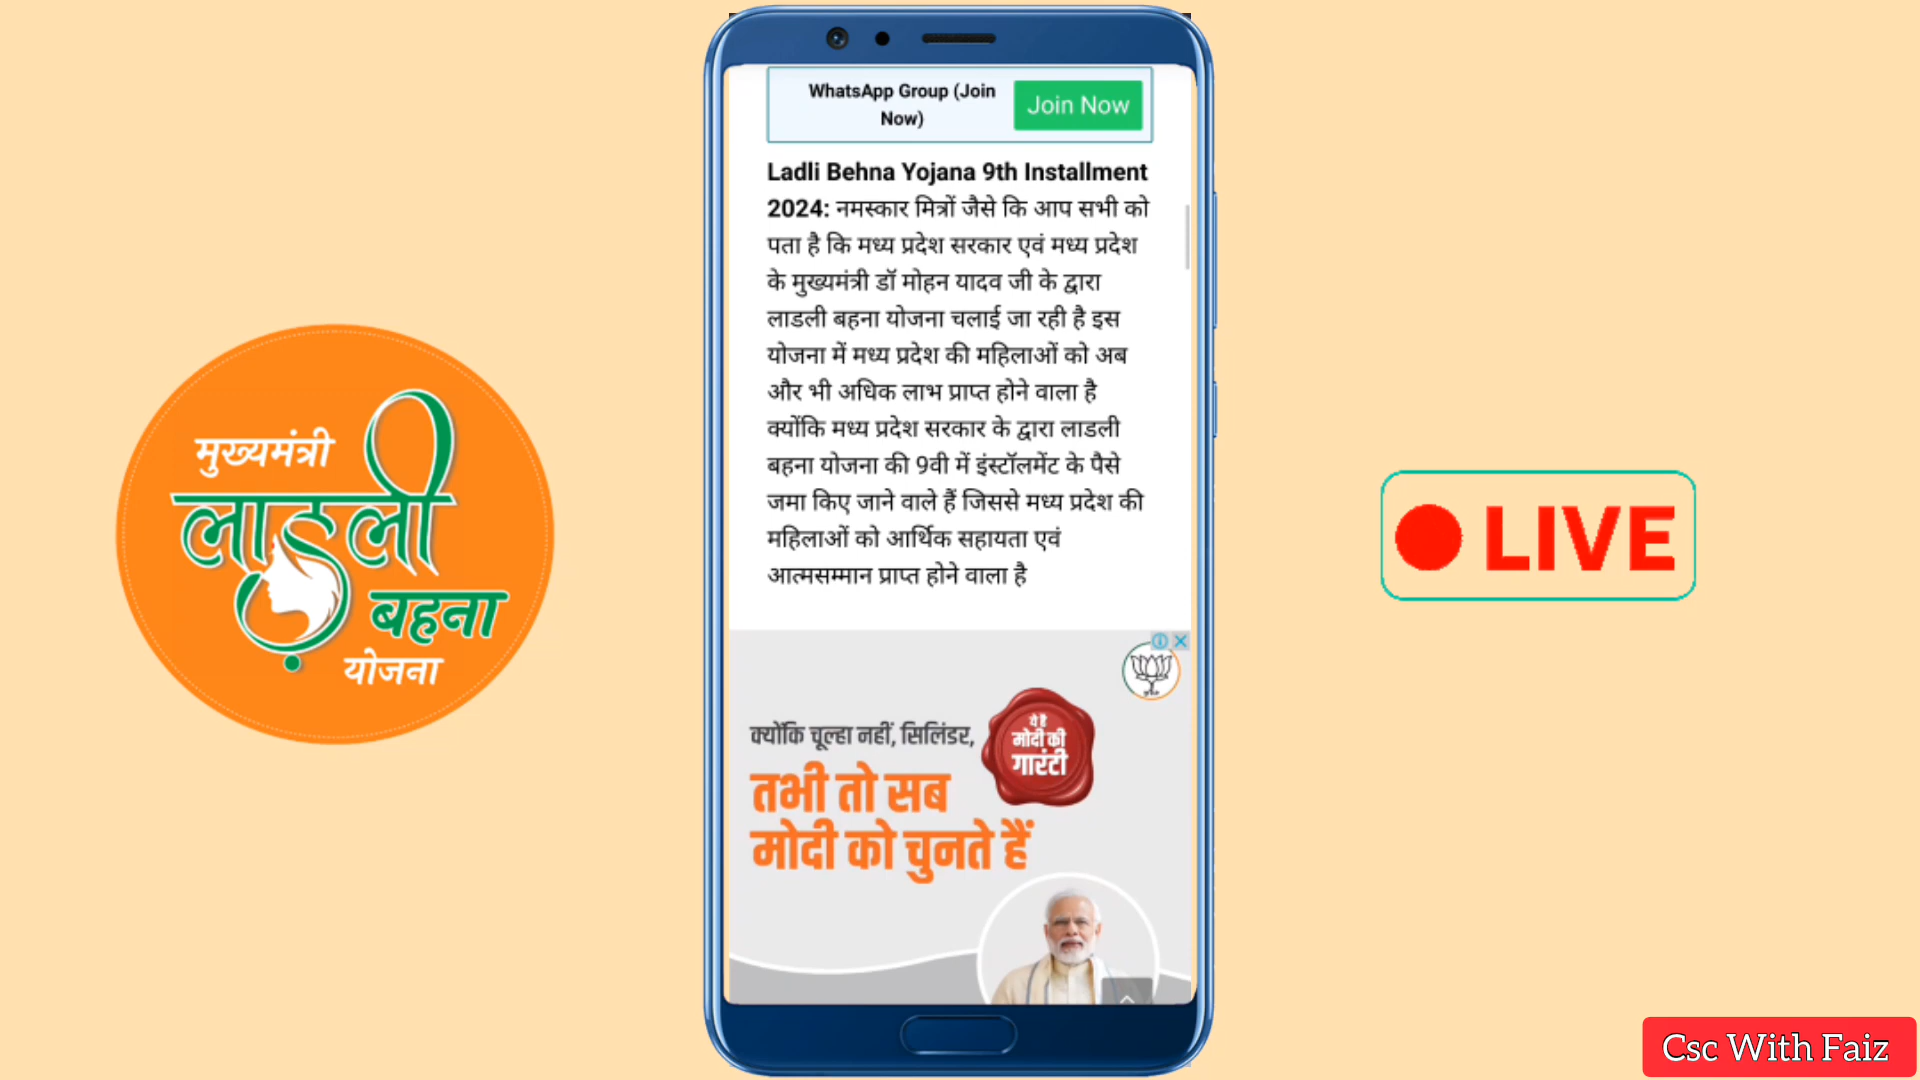 WhatsApp Group (Join
Now)
Join Now
Ladli Behna Yojana 9th Installment
2024: नमस्कार मित्रों जैसे कि आप सभी को
पता है कि मध्य प्रदेश सरकार एवं मध्य प्रदेश
के मुख्यमंत्री डॉ मोहन यादव जी के द्वारा
लाडली बहना योजना चलाई जा रही है इस
योजना में मध्य प्रदेश की महिलाओं को अब
और भी अधिक लाभ प्राप्त होने वाला है
क्योंकि मध्य प्रदेश सरकार के द्वारा लाडली
बहना योजना की 9वी में इंस्टॉलमेंट के पैसे
जमा किए जाने वाले हैं जिससे मध्य प्रदेश की
महिलाओं को आर्थिक सहायता एवं
आत्मसम्मान प्राप्त होने वाला है
मुख्यमंत्री
लाडली
बहना
योजना
LIVE
क्योंकि चूल्हा नहीं, सिलिंडर,
ये है
मोदी की
गारंटी
तभी तो सब
मोदी को चुनते हैं
Csc With Faiz